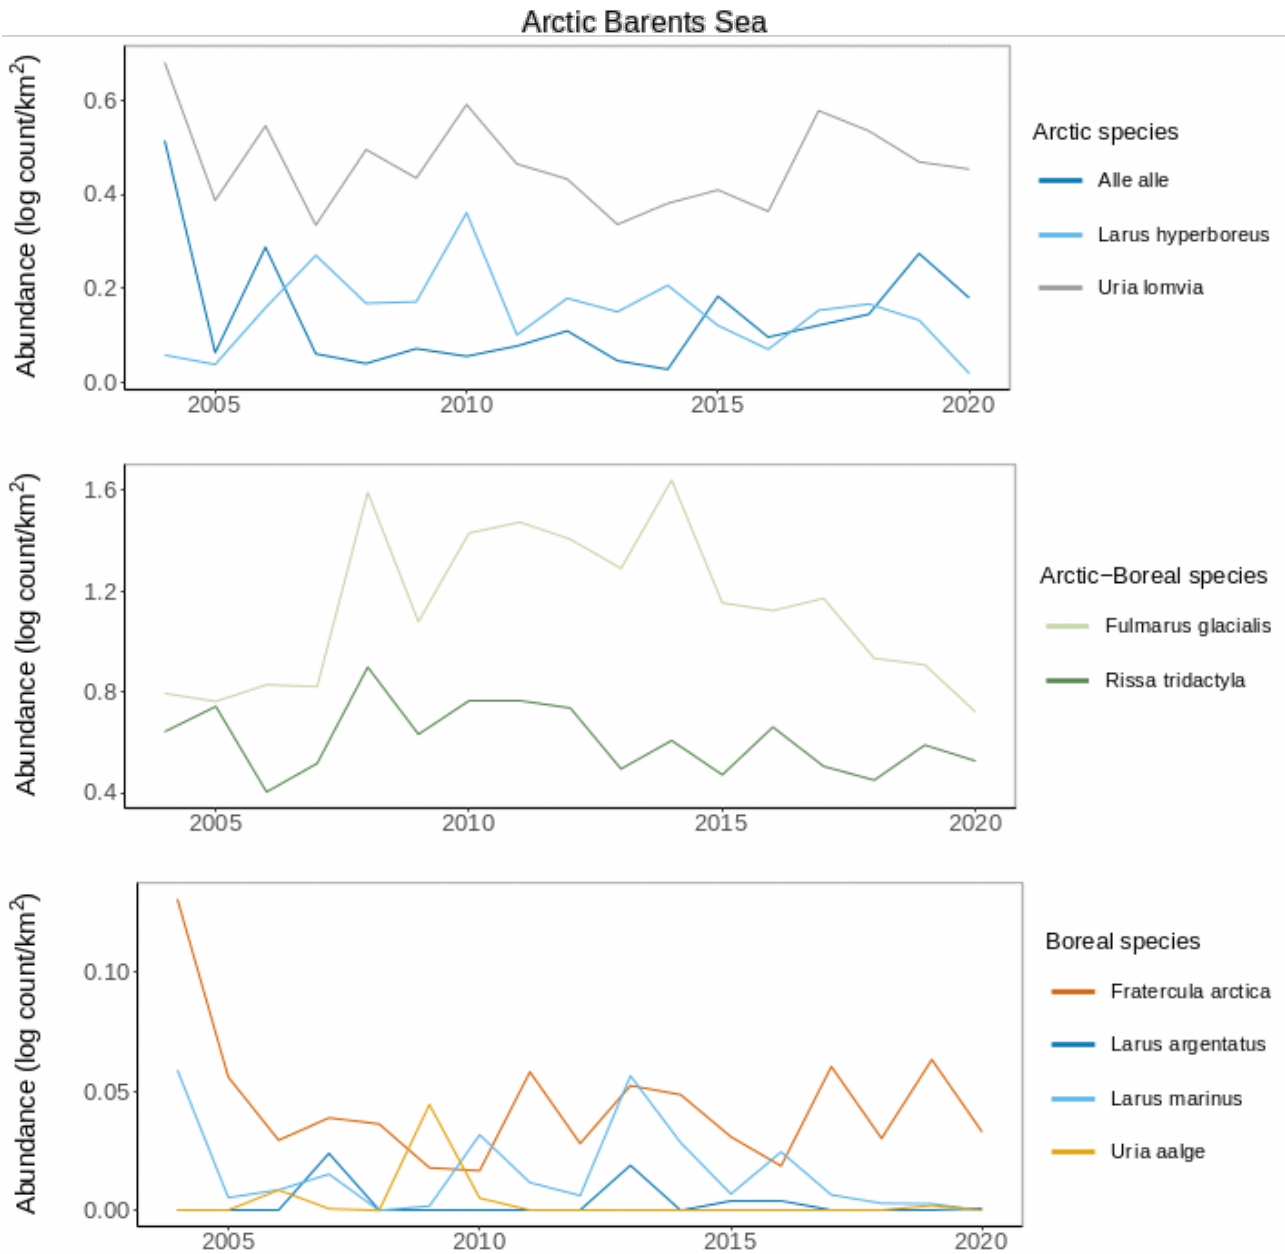 Arctic Barents Sea
Abundance (log count/km²)
0.6
0.4
0.2
0.0
2005 2010 2015 2020
Arctic species
Alle alle
Larus hyperboreus
Uria lomvia
Abundance (log count/km²)
1.6
1.2
0.8
0.4
2005 2010 2015 2020
Arctic−Boreal species
Fulmarus glacialis
Rissa tridactyla
Abundance (log count/km²)
0.10
0.05
0.00
2005 2010 2015 2020
Boreal species
Fratercula arctica
Larus argentatus
Larus marinus
Uria aalge